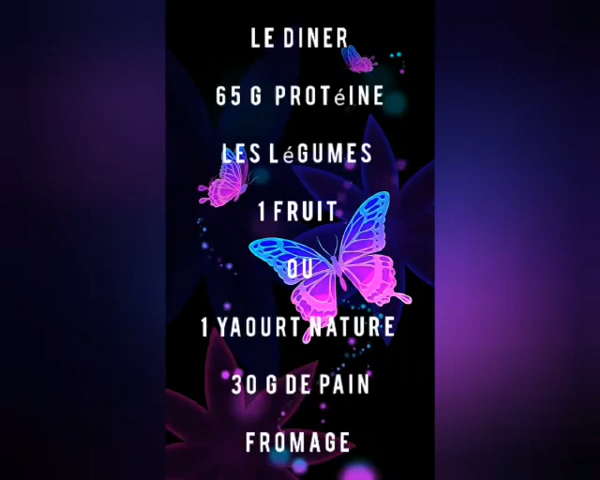 LE DINER
65 G PROTéINE
LES LéGUMES
1 FRUIT
OU
1 YAOURT NATURE
30 G DE PAIN
FROMAGE